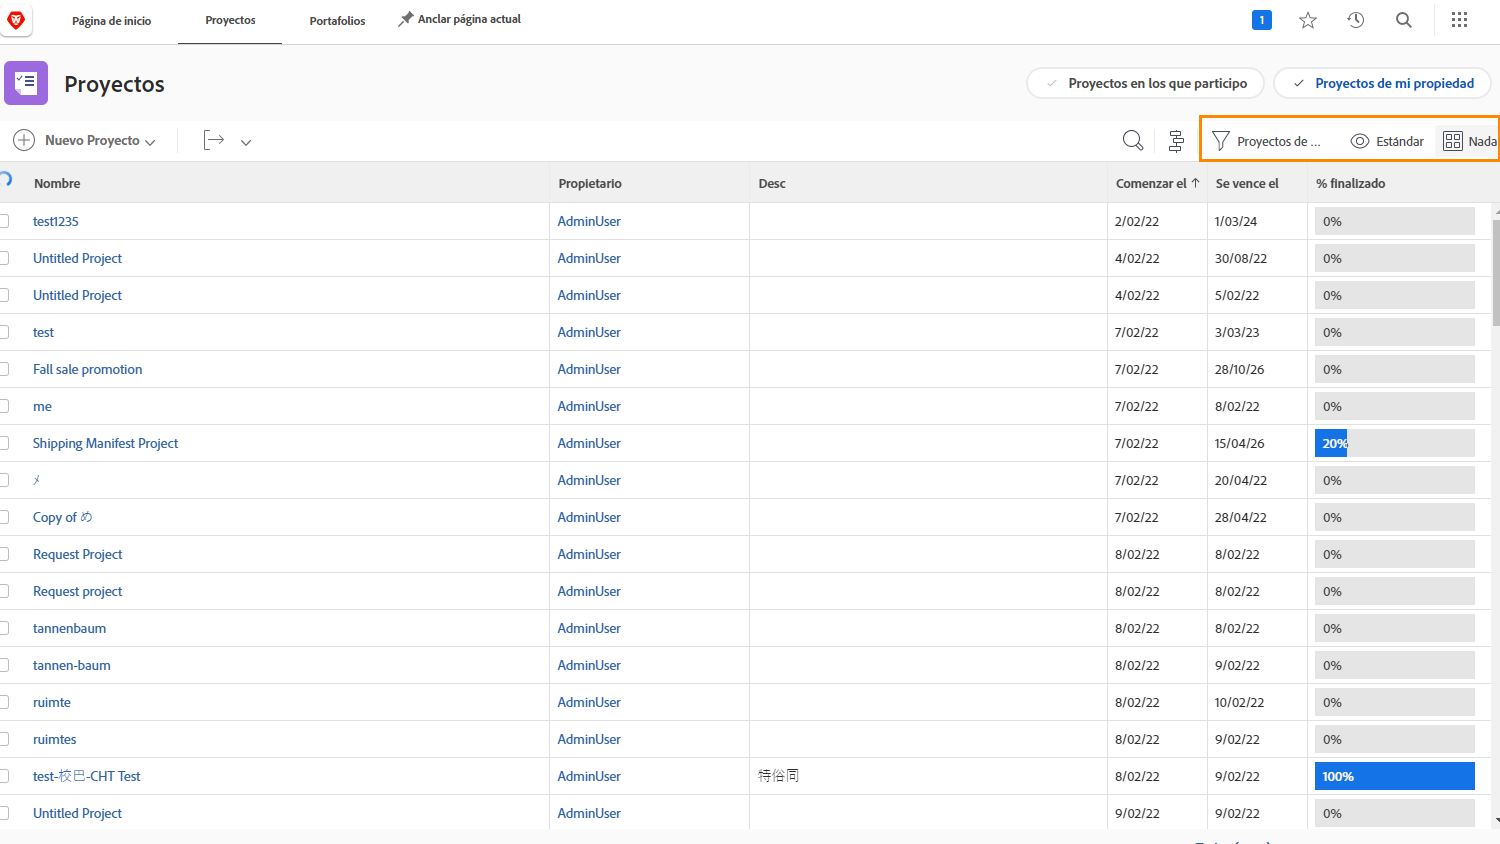 Página de inicio Proyectos Portafolios Anclar página actual 1
Proyectos Proyectos en los que participo Proyectos de mi propiedad
Nuevo Proyecto Proyectos de ... Estándar Nada
Nombre Propietario Desc Comenzar el Se vence el % finalizado
test1235 AdminUser 2/02/22 1/03/24 0%
Untitled Project AdminUser 4/02/22 30/08/22 0%
Untitled Project AdminUser 4/02/22 5/02/22 0%
test AdminUser 7/02/22 3/03/23 0%
Fall sale promotion AdminUser 7/02/22 28/10/26 0%
me AdminUser 7/02/22 8/02/22 0%
Shipping Manifest Project AdminUser 7/02/22 15/04/26 20%
メ AdminUser 7/02/22 20/04/22 0%
Copy of め AdminUser 7/02/22 28/04/22 0%
Request Project AdminUser 8/02/22 8/02/22 0%
Request project AdminUser 8/02/22 8/02/22 0%
tannenbaum AdminUser 8/02/22 8/02/22 0%
tannen-baum AdminUser 8/02/22 9/02/22 0%
ruimte AdminUser 8/02/22 10/02/22 0%
ruimtes AdminUser 8/02/22 9/02/22 0%
test-校巴-CHT Test AdminUser 特俗同 8/02/22 9/02/22 100%
Untitled Project AdminUser 9/02/22 9/02/22 0%